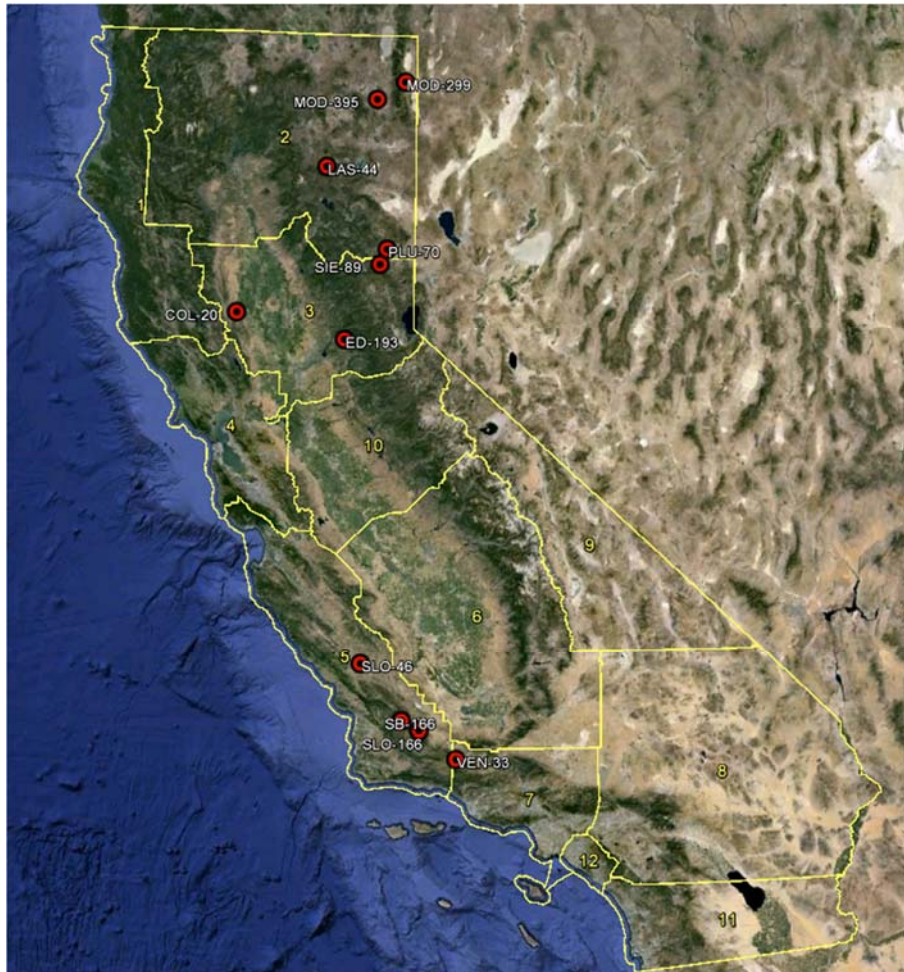 MOD-299
MOD-395
2
LAS-44
1
PLU-70
SIE-89
COL-20
3
ED-193
4
10
9
6
5
SLO-46
SB-166
SLO-166
VEN-33
8
7
12
11